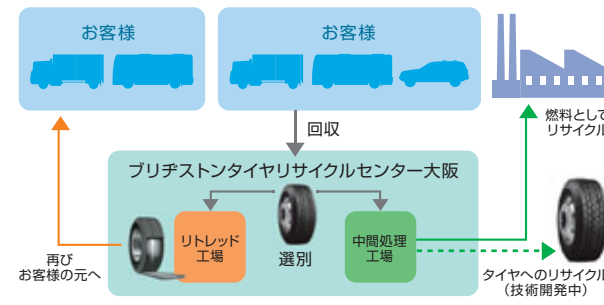 お客様
お客様
回収
燃料として
リサイクル
ブリヂストンタイヤリサイクルセンター大阪
リトレッド
工場
選別
中間処理
工場
再び
お客様の元へ
タイヤへのリサイクル
（技術開発中）